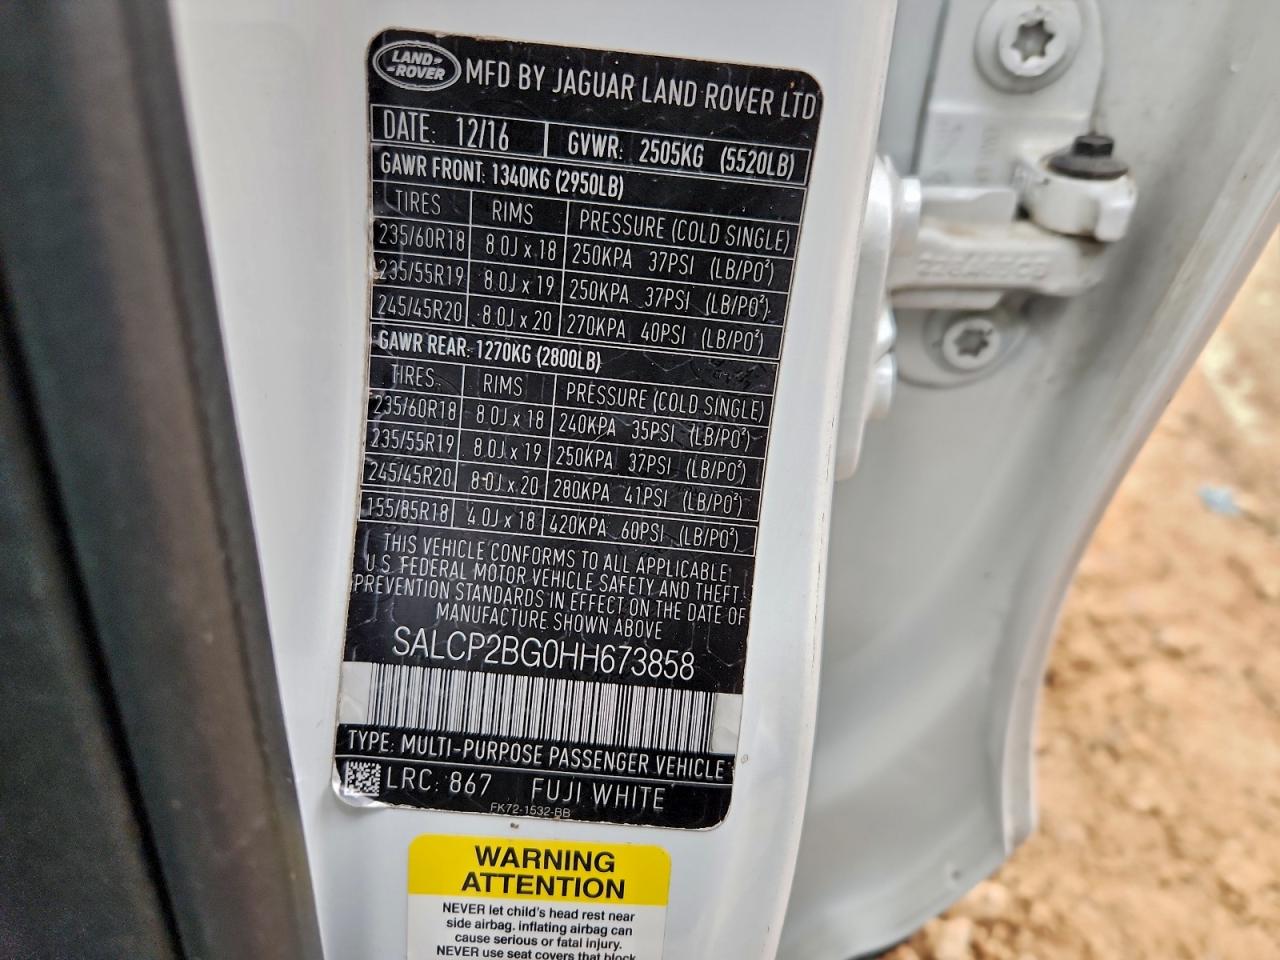 LAND-
-ROVER
MFD BY JAGUAR LAND ROVER LTD
DATE: 12/16 GVWR: 2505KG (5520LB)
GAWR FRONT: 1340KG (2950LB)
TIRES RIMS PRESSURE (COLD SINGLE)
235/60R18 8.0J x 18 250KPA 37PSI (LB/PO²)
235/55R19 8.0J x 19 250KPA 37PSI (LB/PO²)
245/45R20 8.0J x 20 270KPA 40PSI (LB/PO²)
GAWR REAR: 1270KG (2800LB)
TIRES RIMS PRESSURE (COLD SINGLE)
235/60R18 8.0J x 18 240KPA 35PSI (LB/PO²)
235/55R19 8.0J x 19 250KPA 37PSI (LB/PO²)
245/45R20 8.0J x 20 280KPA 41PSI (LB/PO²)
155/85R18 4.0J x 18 420KPA 60PSI (LB/PO²)
THIS VEHICLE CONFORMS TO ALL APPLICABLE
U.S. FEDERAL MOTOR VEHICLE SAFETY AND THEFT
PREVENTION STANDARDS IN EFFECT ON THE DATE OF
MANUFACTURE SHOWN ABOVE
SALCP2BG0HH673858
TYPE: MULTI-PURPOSE PASSENGER VEHICLE
LRC: 867 FUJI WHITE
FK72-1532-BB
WARNING
ATTENTION
NEVER let child's head rest near
side airbag. inflating airbag can
cause serious or fatal injury.
NEVER use seat covers that block